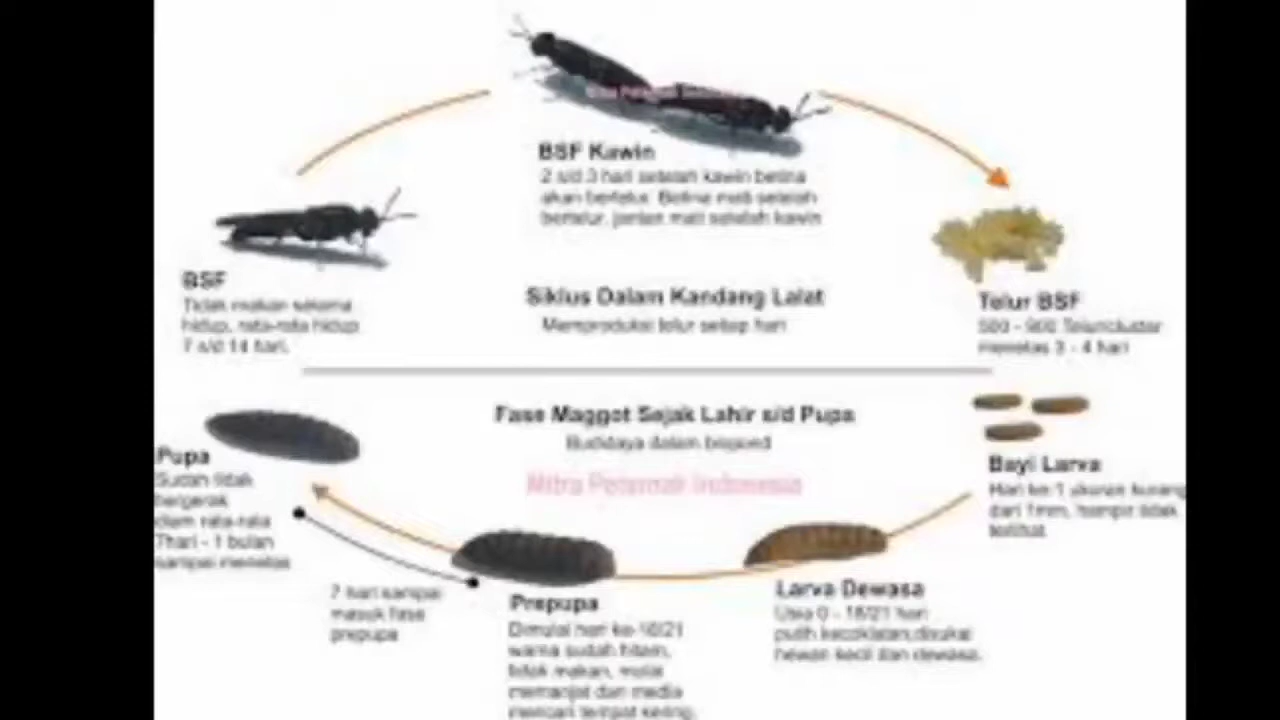 BSF Kawin
2 s/d 3 hari setelah kawin betina
akan bertelur. Betina mati setelah
bertelur, jantan mati setelah kawin
BSF
Tidak makan selama
hidup, rata-rata hidup
7 s/d 14 hari.
Siklus Dalam Kandang Lalat
Memproduksi telur setiap hari
Telur BSF
500 - 900 Telur/cluster
menetas 3 - 4 hari
Fase Maggot Sejak Lahir s/d Pupa
Budidaya dalam biopond
Mitra Peternak Indonesia
Pupa
Sudah tidak
bergerak
diam rata-rata
7hari - 1 bulan
sampai menetas
Bayi Larva
Hari ke-1 ukuran kurang
dari 1mm, hampir tidak
terlihat
7 hari sampai
masuk fase
prepupa
Prepupa
Dimulai hari ke-18/21
warna sudah hitam,
tidak makan, mulai
memanjat dari media
mencari tempat kering,
Larva Dewasa
Usia 0 - 18/21 hari
putih kecoklatan,disukai
hewan kecil dan dewasa.